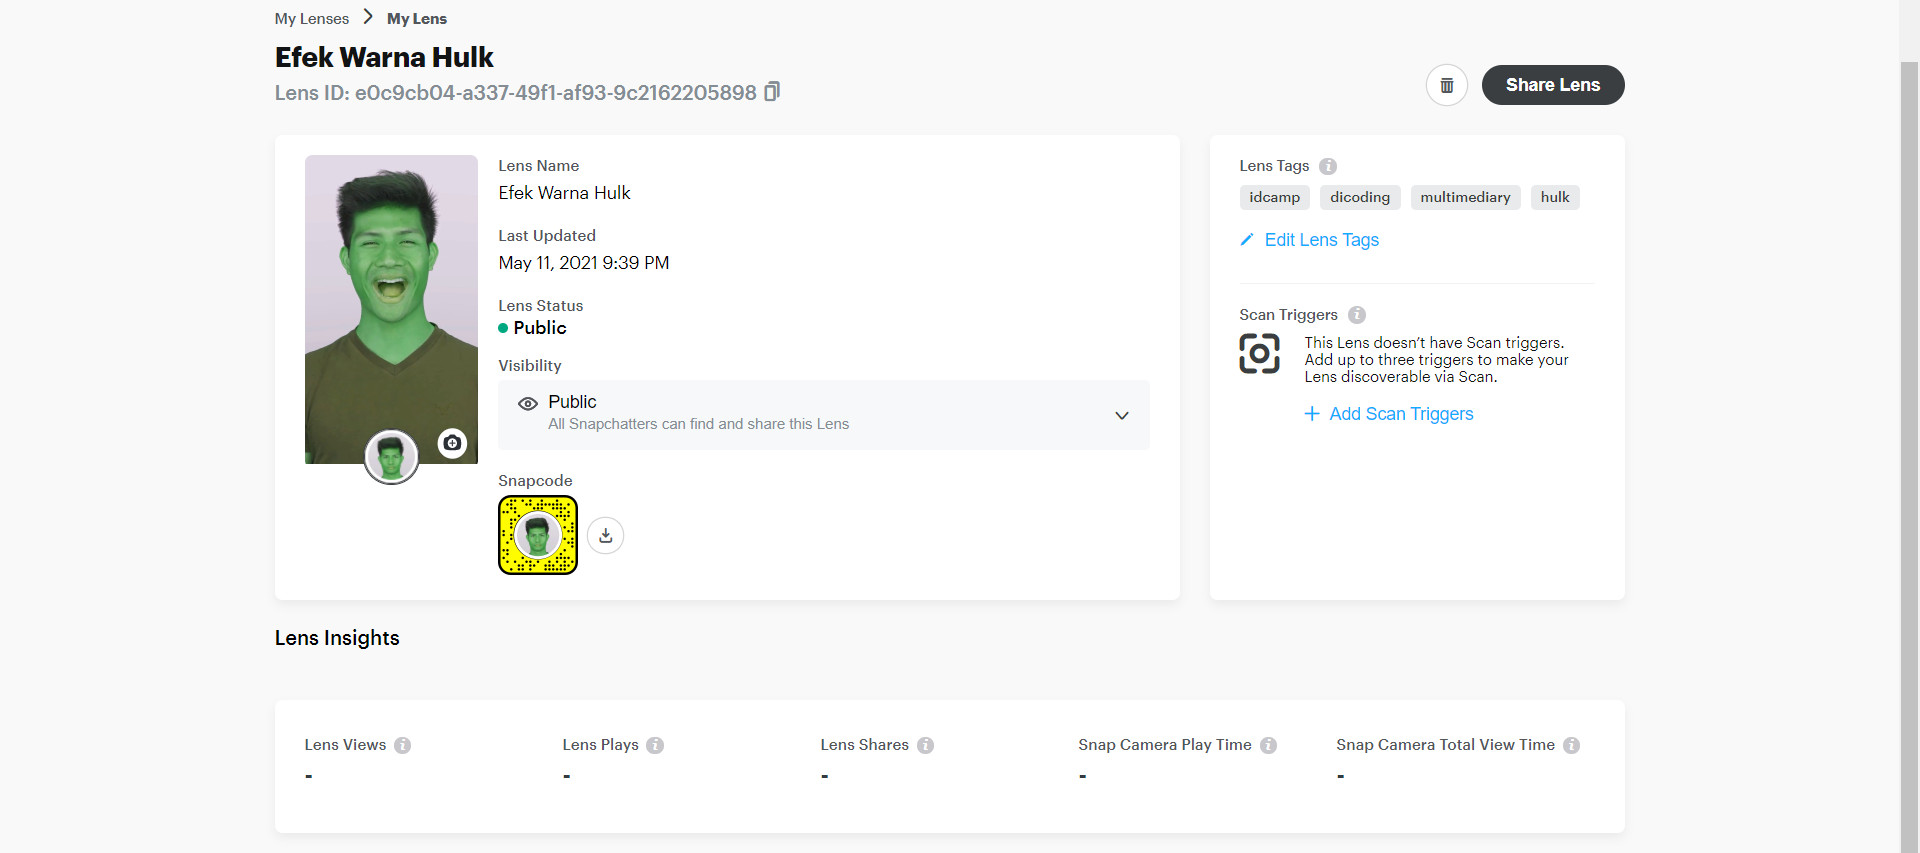 My Lenses > My Lens
Efek Warna Hulk
Lens ID: e0c9cb04-a337-49f1-af93-9c2162205898
Share Lens
Lens Name
Efek Warna Hulk
Last Updated
May 11, 2021 9:39 PM
Lens Status
Public
Visibility
Public
All Snapchatters can find and share this Lens
Snapcode
Lens Tags
idcamp dicoding multimediary hulk
Edit Lens Tags
Scan Triggers
This Lens doesn’t have Scan triggers.
Add up to three triggers to make your
Lens discoverable via Scan.
+ Add Scan Triggers
Lens Insights
Lens Views
-
Lens Plays
-
Lens Shares
-
Snap Camera Play Time
-
Snap Camera Total View Time
-